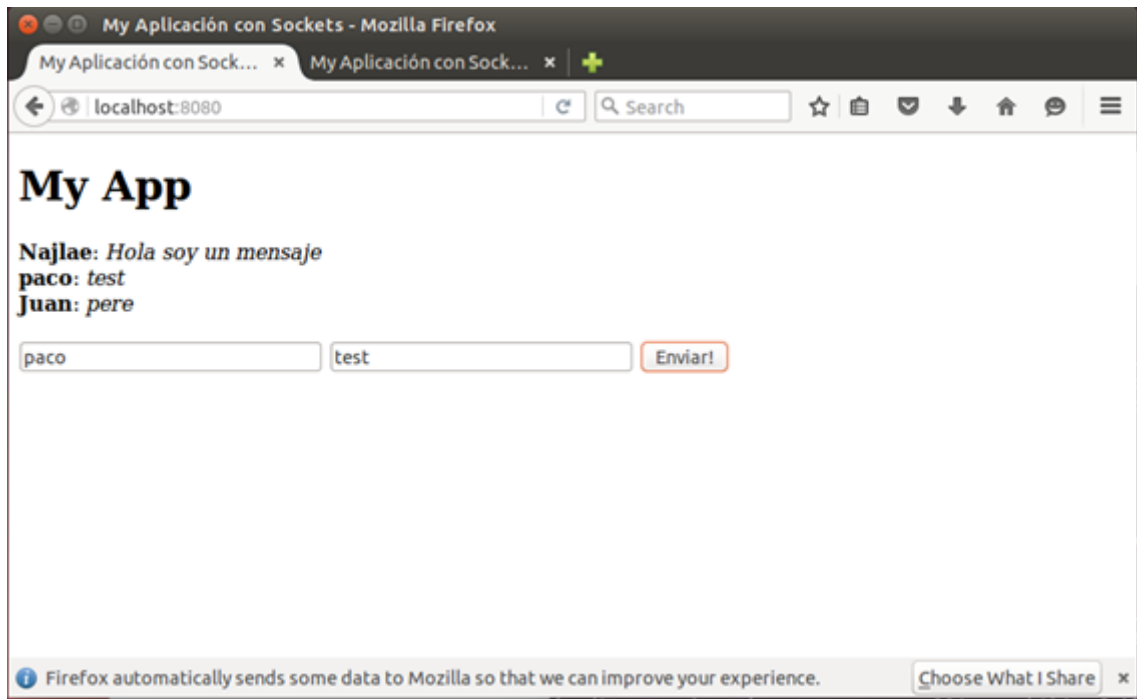 My Aplicación con Sockets - Mozilla Firefox
My Aplicación con Sock... × My Aplicación con Sock... ×
localhost:8080 Search
My App
Najlae: Hola soy un mensaje
paco: test
Juan: pere
paco test Enviar!
Firefox automatically sends some data to Mozilla so that we can improve your experience. Choose What I Share ×